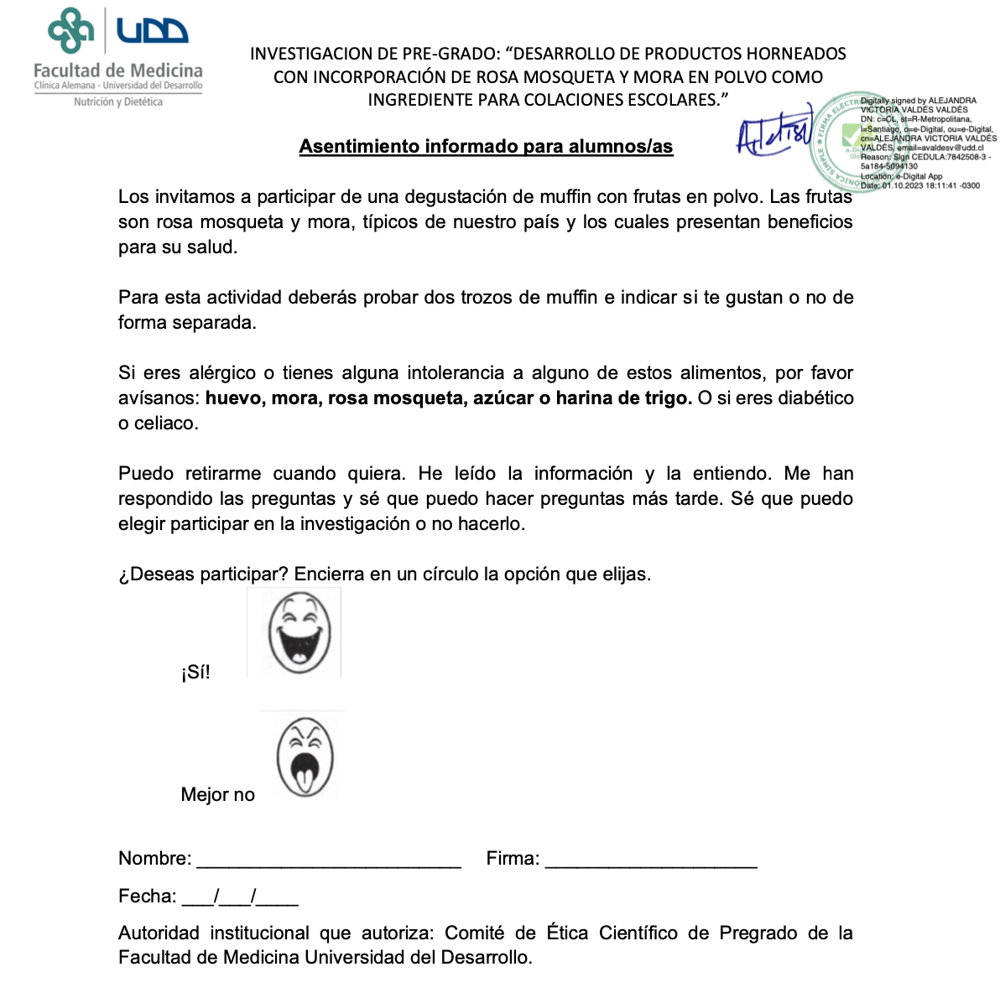 UDD
Facultad de Medicina
Clínica Alemana - Universidad del Desarrollo
Nutrición y Dietética
INVESTIGACION DE PRE-GRADO: “DESARROLLO DE PRODUCTOS HORNEADOS
CON INCORPORACIÓN DE ROSA MOSQUETA Y MORA EN POLVO COMO
INGREDIENTE PARA COLACIONES ESCOLARES.”
Digitally signed by ALEJANDRA
VICTORIA VALDÉS VALDÉS
DN: c=CL, st=R-Metropolitana,
l=Santiago, o=e-Digital, ou=e-Digital,
cn=ALEJANDRA VICTORIA VALDÉS
VALDÉS, email=avaldesv@udd.cl
Reason: Sign CEDULA:7842508-3 -
5a184-5094130
Location: e-Digital App
Date: 01.10.2023 18:11:41 -0300
Asentimiento informado para alumnos/as
Los invitamos a participar de una degustación de muffin con frutas en polvo. Las frutas
son rosa mosqueta y mora, típicos de nuestro país y los cuales presentan beneficios
para su salud.
Para esta actividad deberás probar dos trozos de muffin e indicar si te gustan o no de
forma separada.
Si eres alérgico o tienes alguna intolerancia a alguno de estos alimentos, por favor
avísanos: huevo, mora, rosa mosqueta, azúcar o harina de trigo. O si eres diabético
o celiaco.
Puedo retirarme cuando quiera. He leído la información y la entiendo. Me han
respondido las preguntas y sé que puedo hacer preguntas más tarde. Sé que puedo
elegir participar en la investigación o no hacerlo.
¿Deseas participar? Encierra en un círculo la opción que elijas.
¡Sí!
Mejor no
Nombre: _________________________ Firma: ____________________
Fecha: ___/___/____
Autoridad institucional que autoriza: Comité de Ética Científico de Pregrado de la
Facultad de Medicina Universidad del Desarrollo.